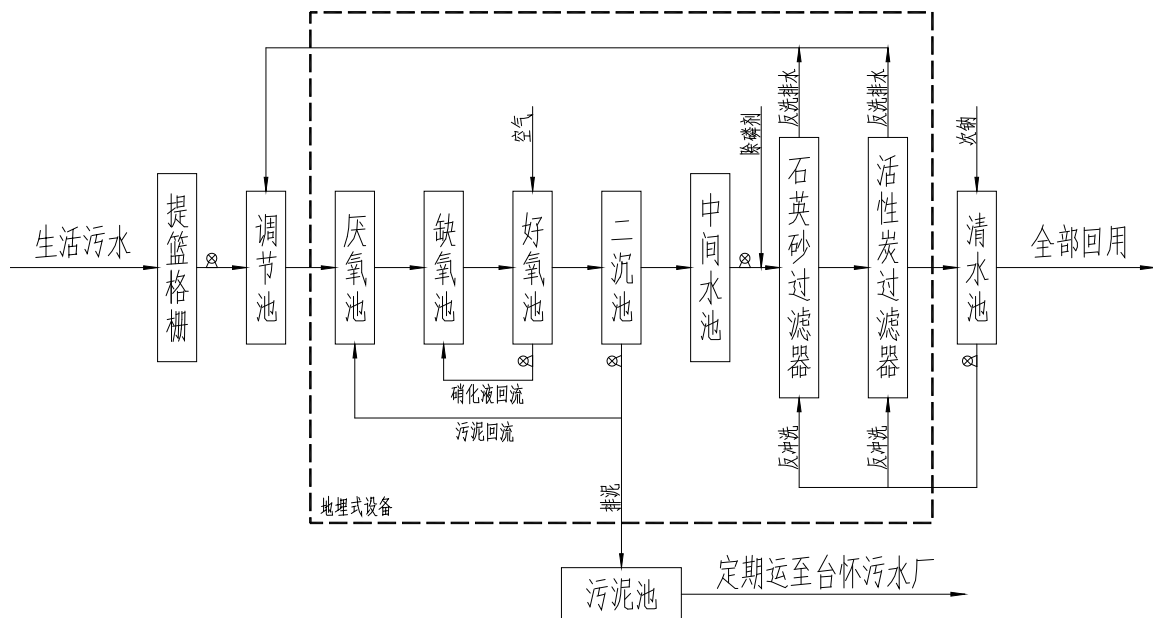 反洗排水
反洗排水
空气
除磷剂
次钠
生活污水
提篮格栅
调节池
厌氧池
缺氧池
好氧池
二沉池
中间水池
石英砂过滤器
活性炭过滤器
清水池
全部回用
硝化液回流
污泥回流
反冲洗
反冲洗
排泥
地埋式设备
污泥池
定期运至台怀污水厂